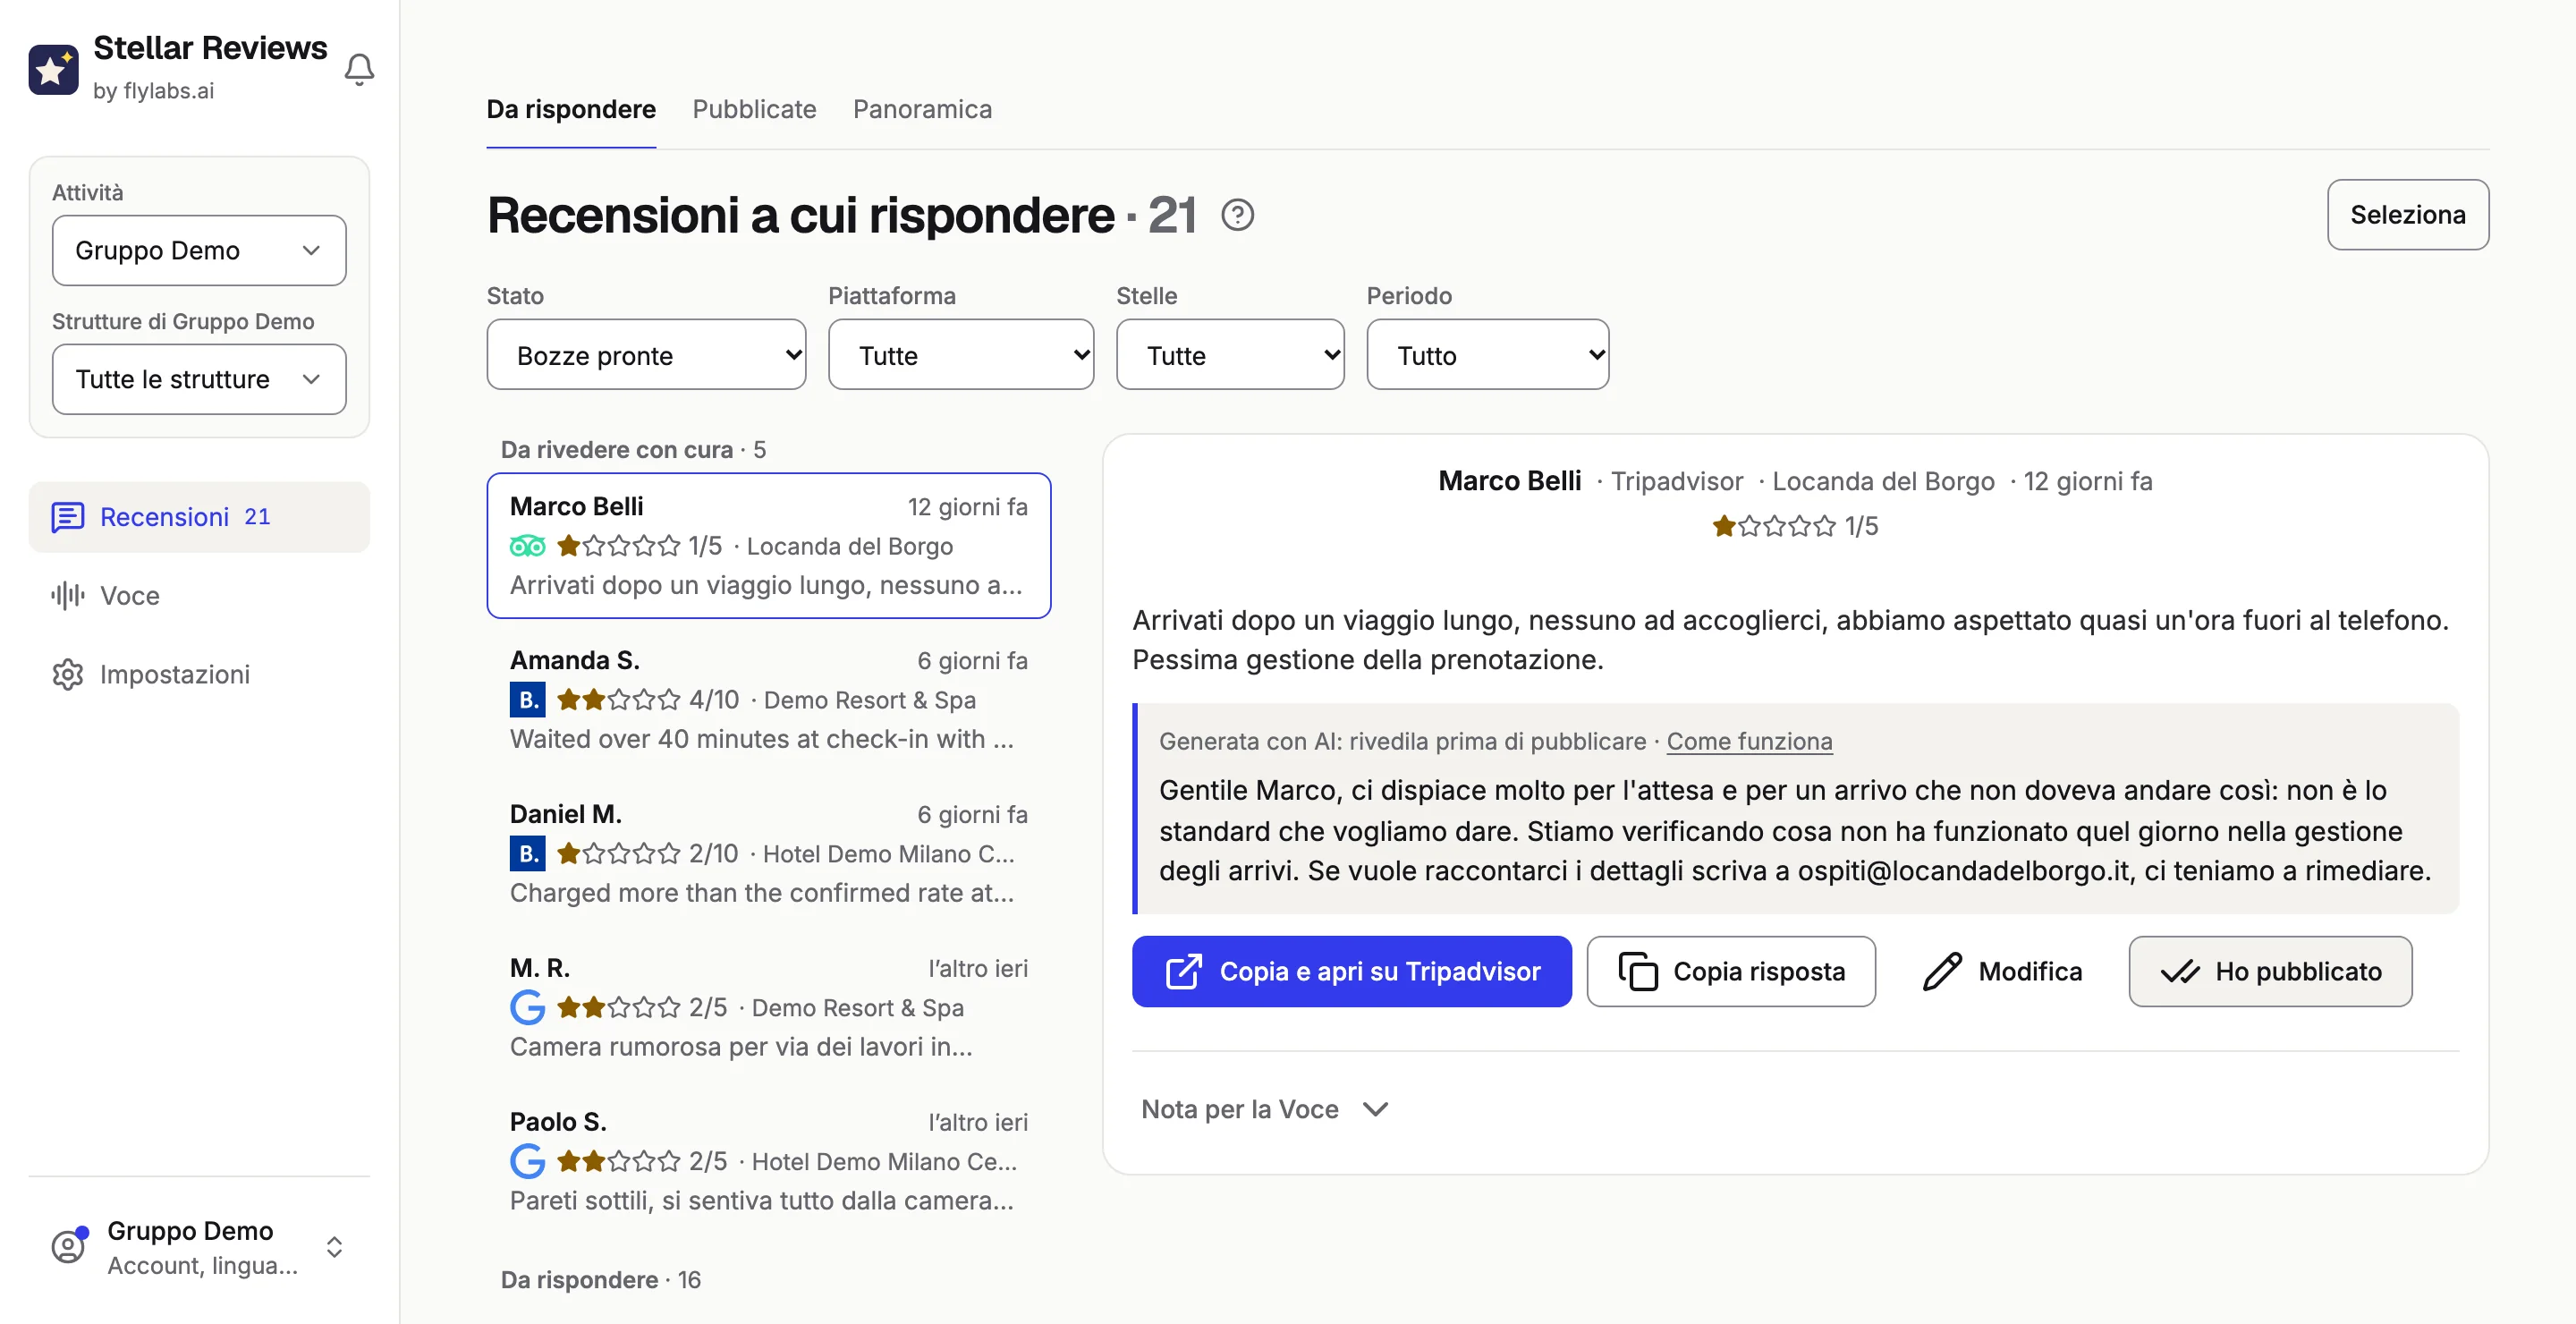 Stellar Reviews
by flylabs.ai
Attività
Gruppo Demo
Strutture di Gruppo Demo
Tutte le strutture
Recensioni 21
Voce
Impostazioni
Gruppo Demo
Account, lingua...
Da rispondere Pubblicate Panoramica
Recensioni a cui rispondere · 21 ?
Seleziona
Stato Piattaforma Stelle Periodo
Bozze pronte Tutte Tutte Tutto
Da rivedere con cura · 5
Marco Belli 12 giorni fa
1/5 · Locanda del Borgo
Arrivati dopo un viaggio lungo, nessuno a...
Amanda S. 6 giorni fa
B. 4/10 · Demo Resort & Spa
Waited over 40 minutes at check-in with ...
Daniel M. 6 giorni fa
B. 2/10 · Hotel Demo Milano C...
Charged more than the confirmed rate at...
M. R. l’altro ieri
G 2/5 · Demo Resort & Spa
Camera rumorosa per via dei lavori in...
Paolo S. l’altro ieri
G 2/5 · Hotel Demo Milano Ce...
Pareti sottili, si sentiva tutto dalla camera...
Da rispondere · 16
Marco Belli · Tripadvisor · Locanda del Borgo · 12 giorni fa
1/5
Arrivati dopo un viaggio lungo, nessuno ad accoglierci, abbiamo aspettato quasi un'ora fuori al telefono.
Pessima gestione della prenotazione.
Generata con AI: rivedila prima di pubblicare · Come funziona
Gentile Marco, ci dispiace molto per l'attesa e per un arrivo che non doveva andare così: non è lo
standard che vogliamo dare. Stiamo verificando cosa non ha funzionato quel giorno nella gestione
degli arrivi. Se vuole raccontarci i dettagli scriva a ospiti@locandadelborgo.it, ci teniamo a rimediare.
Copia e apri su Tripadvisor Copia risposta Modifica Ho pubblicato
Nota per la Voce